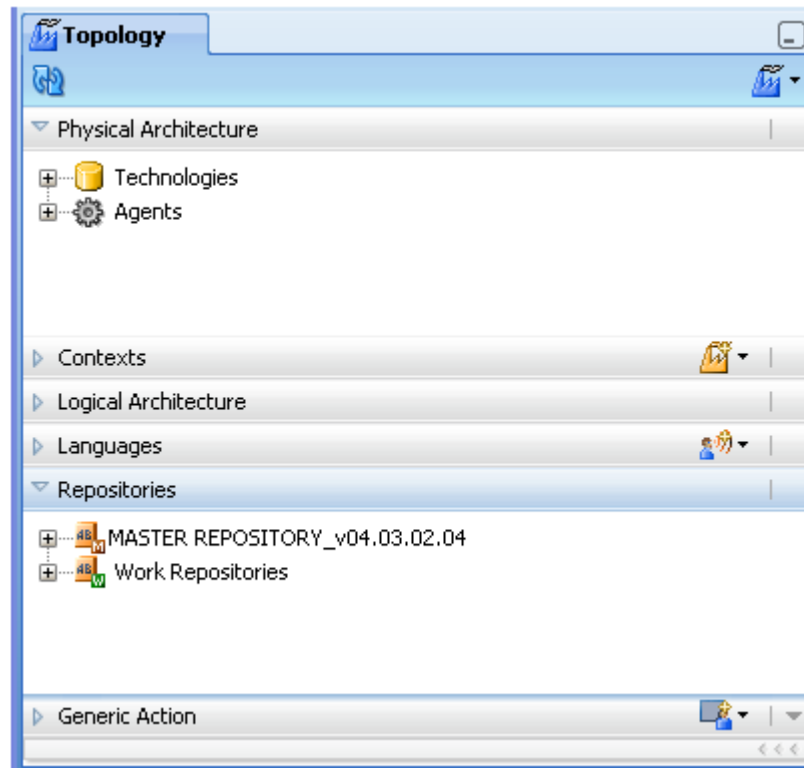 Topology
Physical Architecture
Technologies
Agents
Contexts
Logical Architecture
Languages
Repositories
MASTER REPOSITORY_v04.03.02.04
Work Repositories
Generic Action